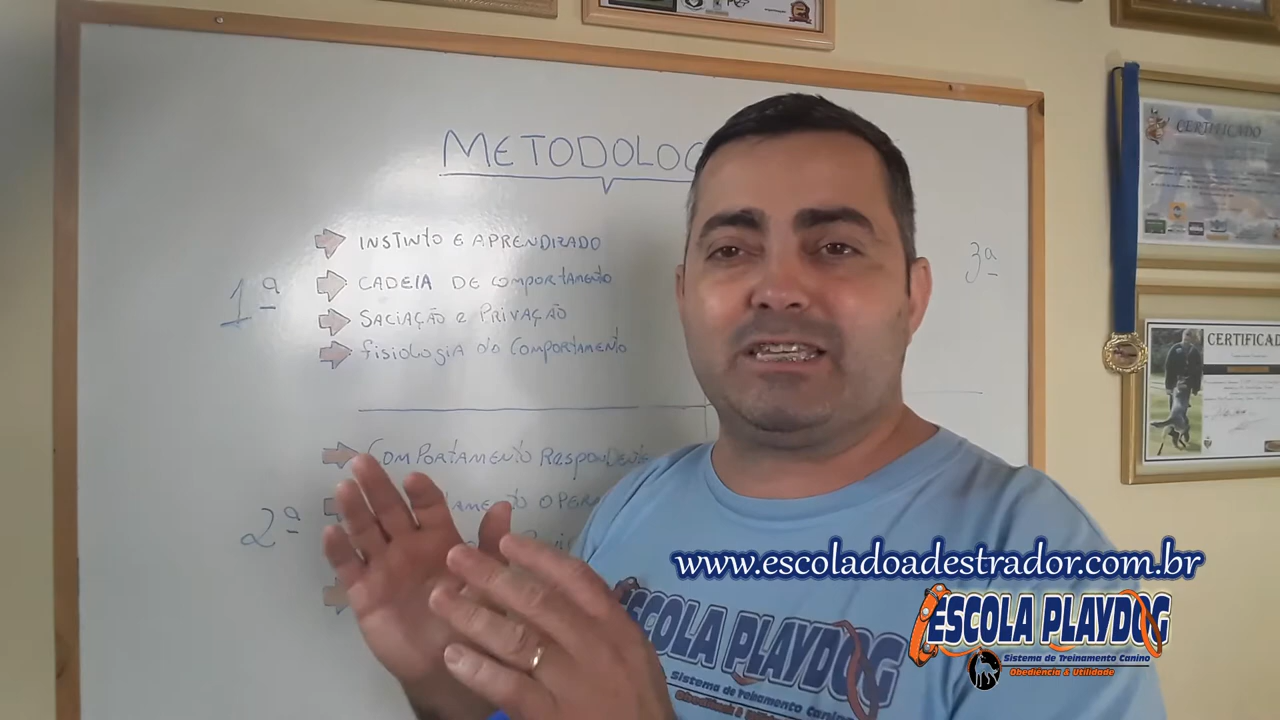 METODOLOG
1ª
INSTINTO E APRENDIZADO
CADEIA DE COMPORTAMENTO
SACIAÇÃO E PRIVAÇÃO
FISIOLOGIA DO COMPORTAMENTO
2ª
COMPORTAMENTO RESPONDENTE
3ª
CERTIFICADO
CERTIFICAD
www.escoladoadestrador.com.br
ESCOLA PLAYDOG
Sistema de Treinamento Canino
Obediência & Utilidade
ESCOLA PLAYDOG
Sistema de Treinamento Canino